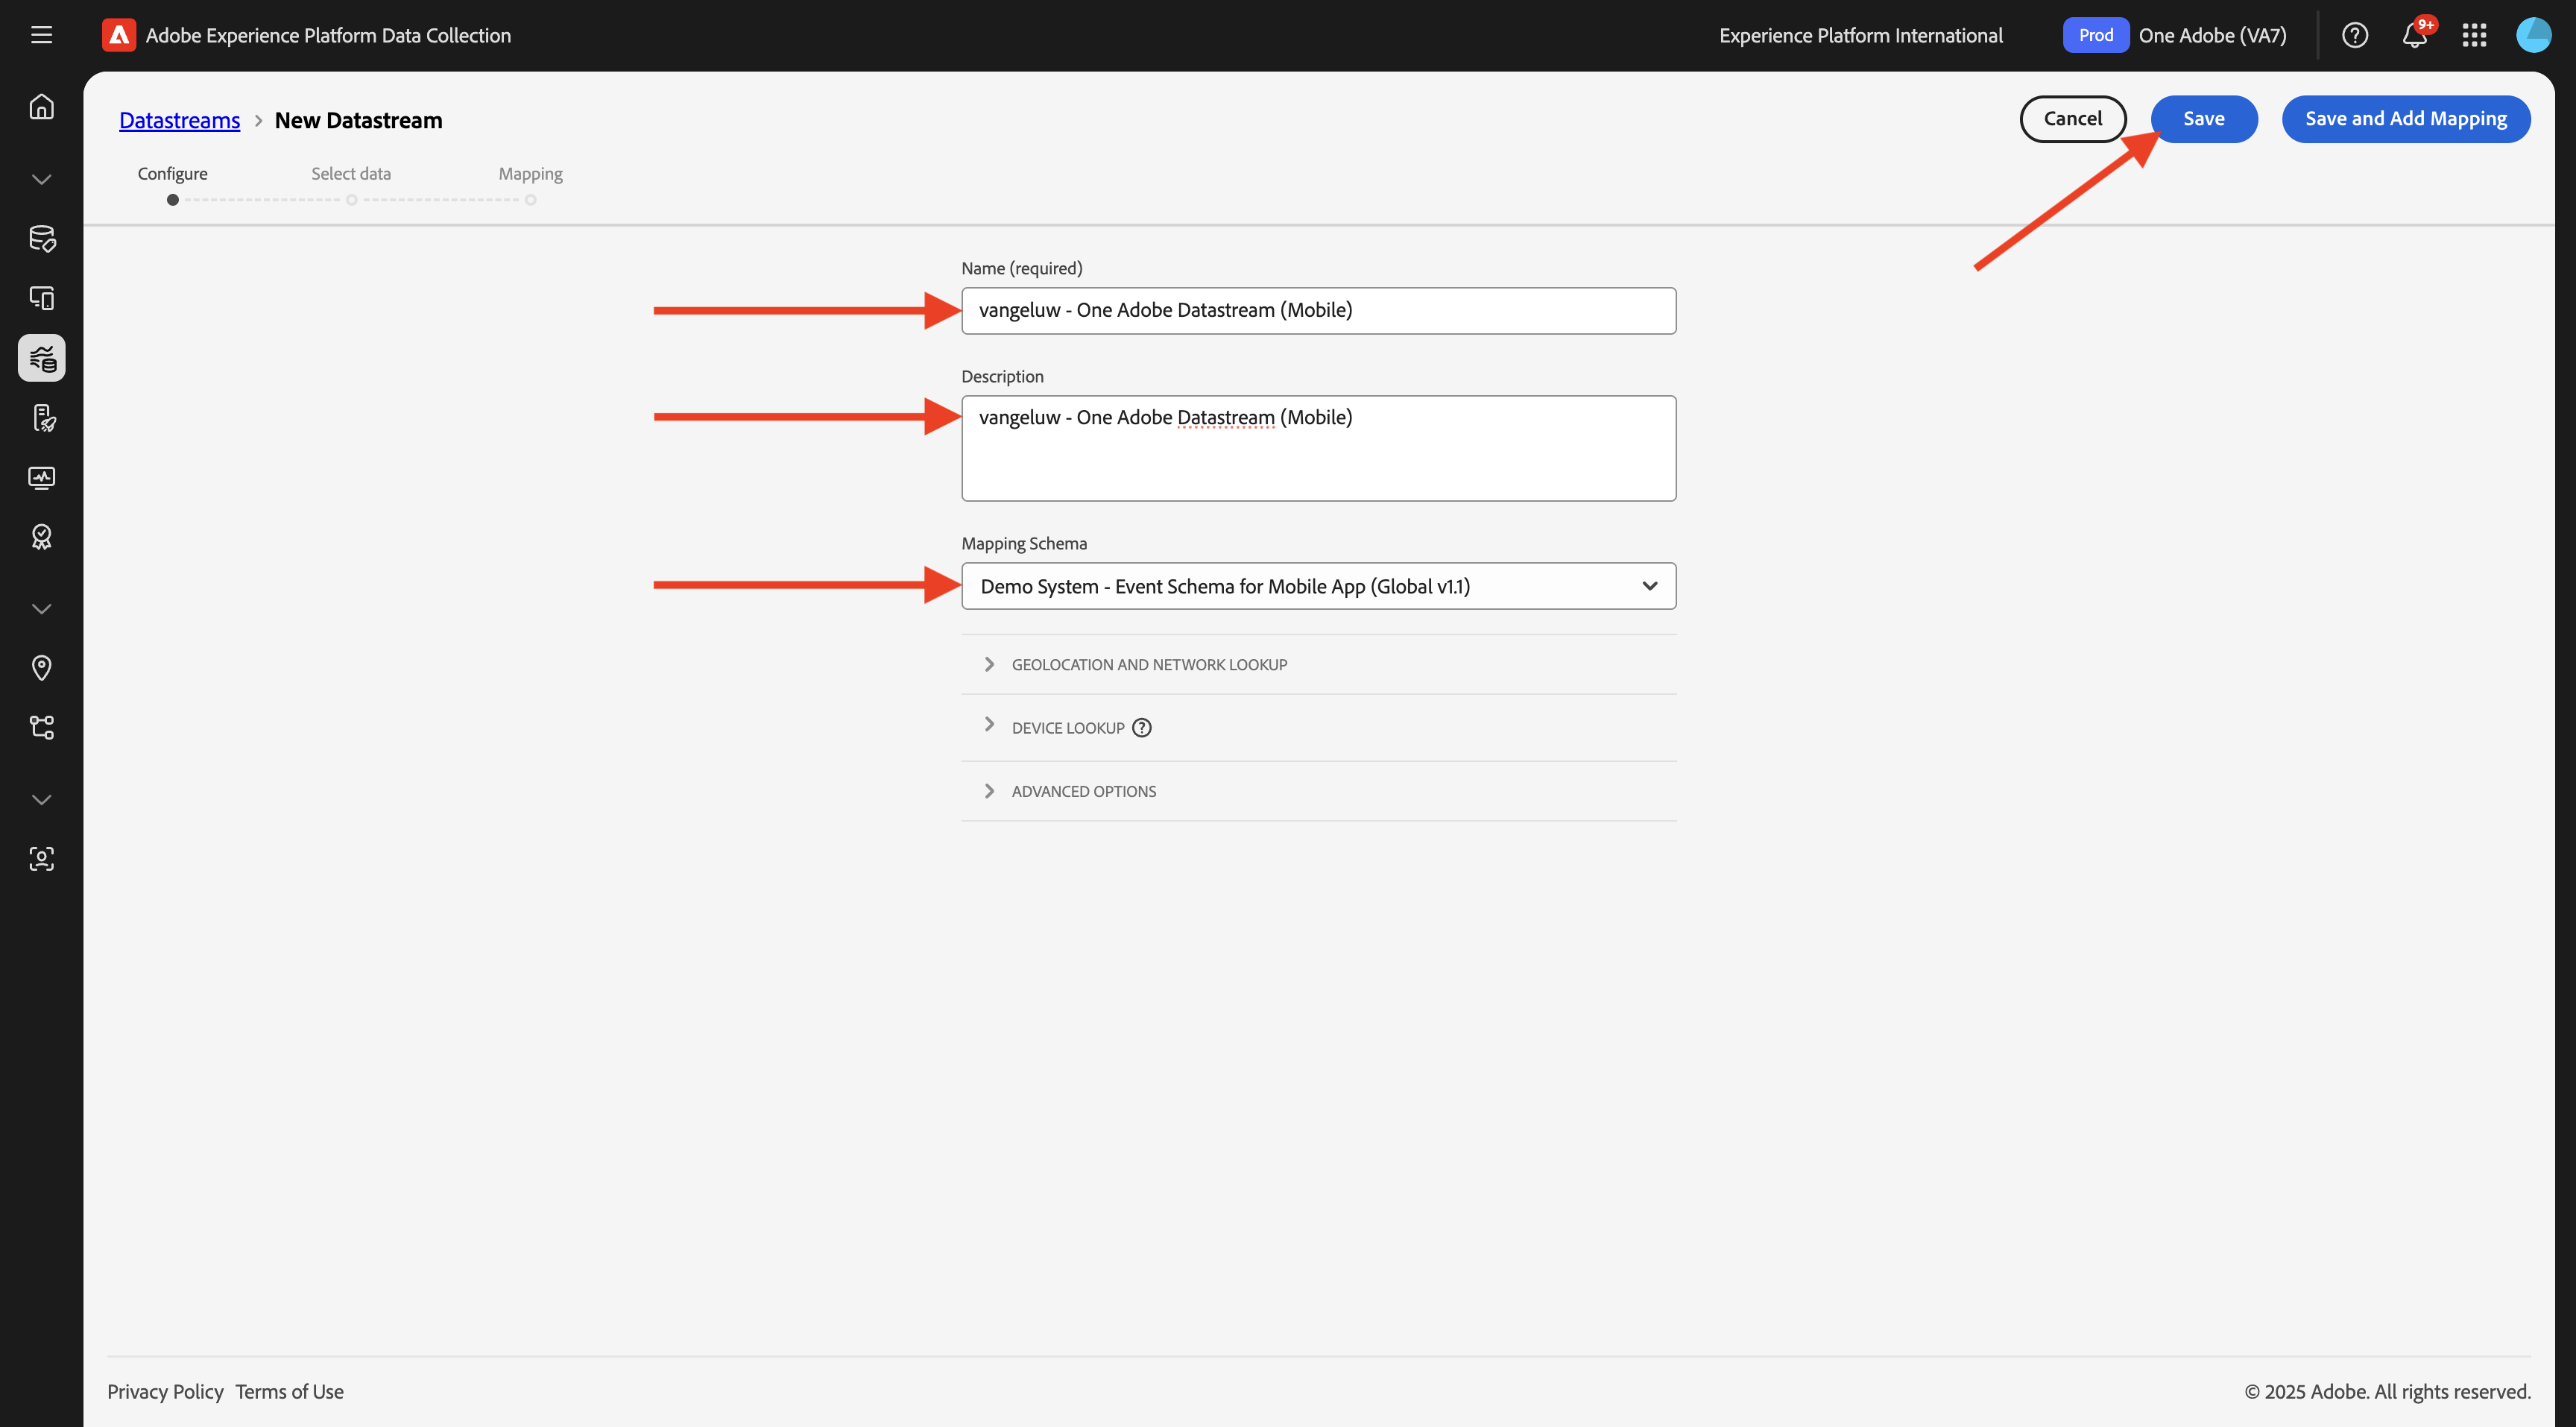 Adobe Experience Platform Data Collection
Experience Platform International
Prod
One Adobe (VA7)
9+
Datastreams > New Datastream
Cancel
Save
Save and Add Mapping
Configure
Select data
Mapping
Name (required)
vangeluw - One Adobe Datastream (Mobile)
Description
vangeluw - One Adobe Datastream (Mobile)
Mapping Schema
Demo System - Event Schema for Mobile App (Global v1.1)
GEOLOCATION AND NETWORK LOOKUP
DEVICE LOOKUP
ADVANCED OPTIONS
Privacy Policy Terms of Use
© 2025 Adobe. All rights reserved.